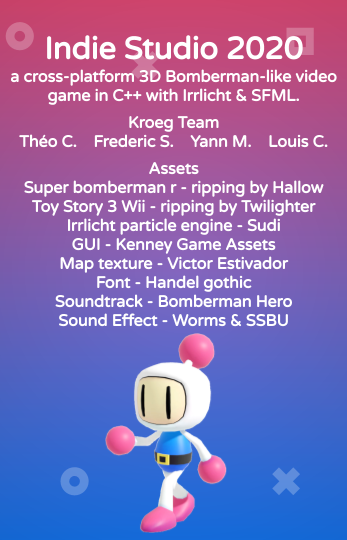 Indie Studio 2020
a cross-platform 3D Bomberman-like video
game in C++ with Irrlicht & SFML.
Kroeg Team
Théo C. Frederic S. Yann M. Louis C.
Assets
Super bomberman r - ripping by Hallow
Toy Story 3 Wii - ripping by Twilighter
Irrlicht particle engine - Sudi
GUI - Kenney Game Assets
Map texture - Victor Estivador
Font - Handel gothic
Soundtrack - Bomberman Hero
Sound Effect - Worms & SSBU